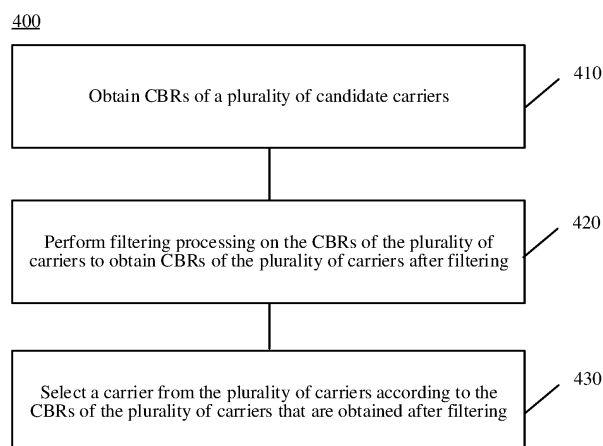 400
410
Obtain CBRs of a plurality of candidate carriers
420
Perform filtering processing on the CBRs of the plurality of
carriers to obtain CBRs of the plurality of carriers after filtering
430
Select a carrier from the plurality of carriers according to the
CBRs of the plurality of carriers that are obtained after filtering